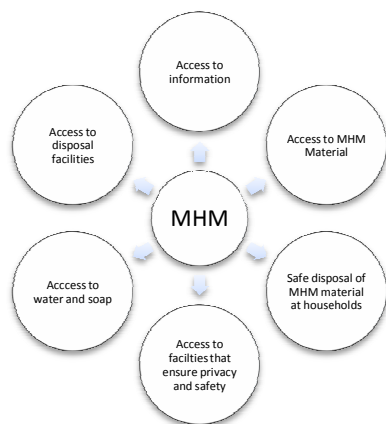 Access to
information
Access to
disposal
facilities
Access to MHM
Material
MHM
Acccess to
water and soap
Safe disposal of
MHM material
at households
Access to
facilties that
ensure privacy
and safety